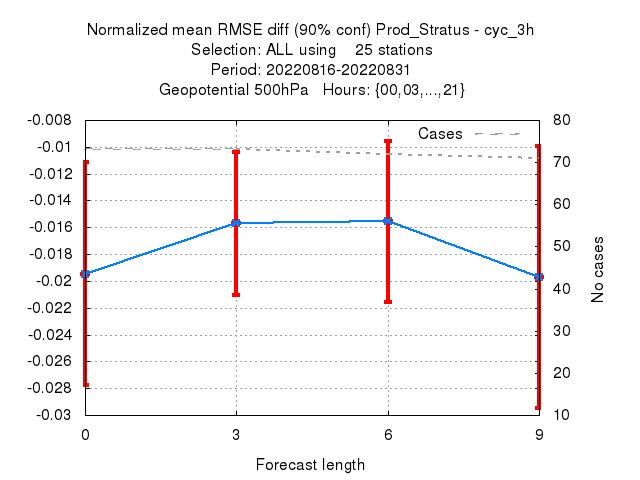 Normalized mean RMSE diff (90% conf) Prod_Stratus - cyc_3h
Selection: ALL using    25 stations
Period: 20220816-20220831
Geopotential 500hPa   Hours: {00,03,...,21}
Cases
-0.008
-0.01
-0.012
-0.014
-0.016
-0.018
-0.02
-0.022
-0.024
-0.026
-0.028
-0.03
80
70
60
50
40
30
20
10
No cases
0 3 6 9
Forecast length